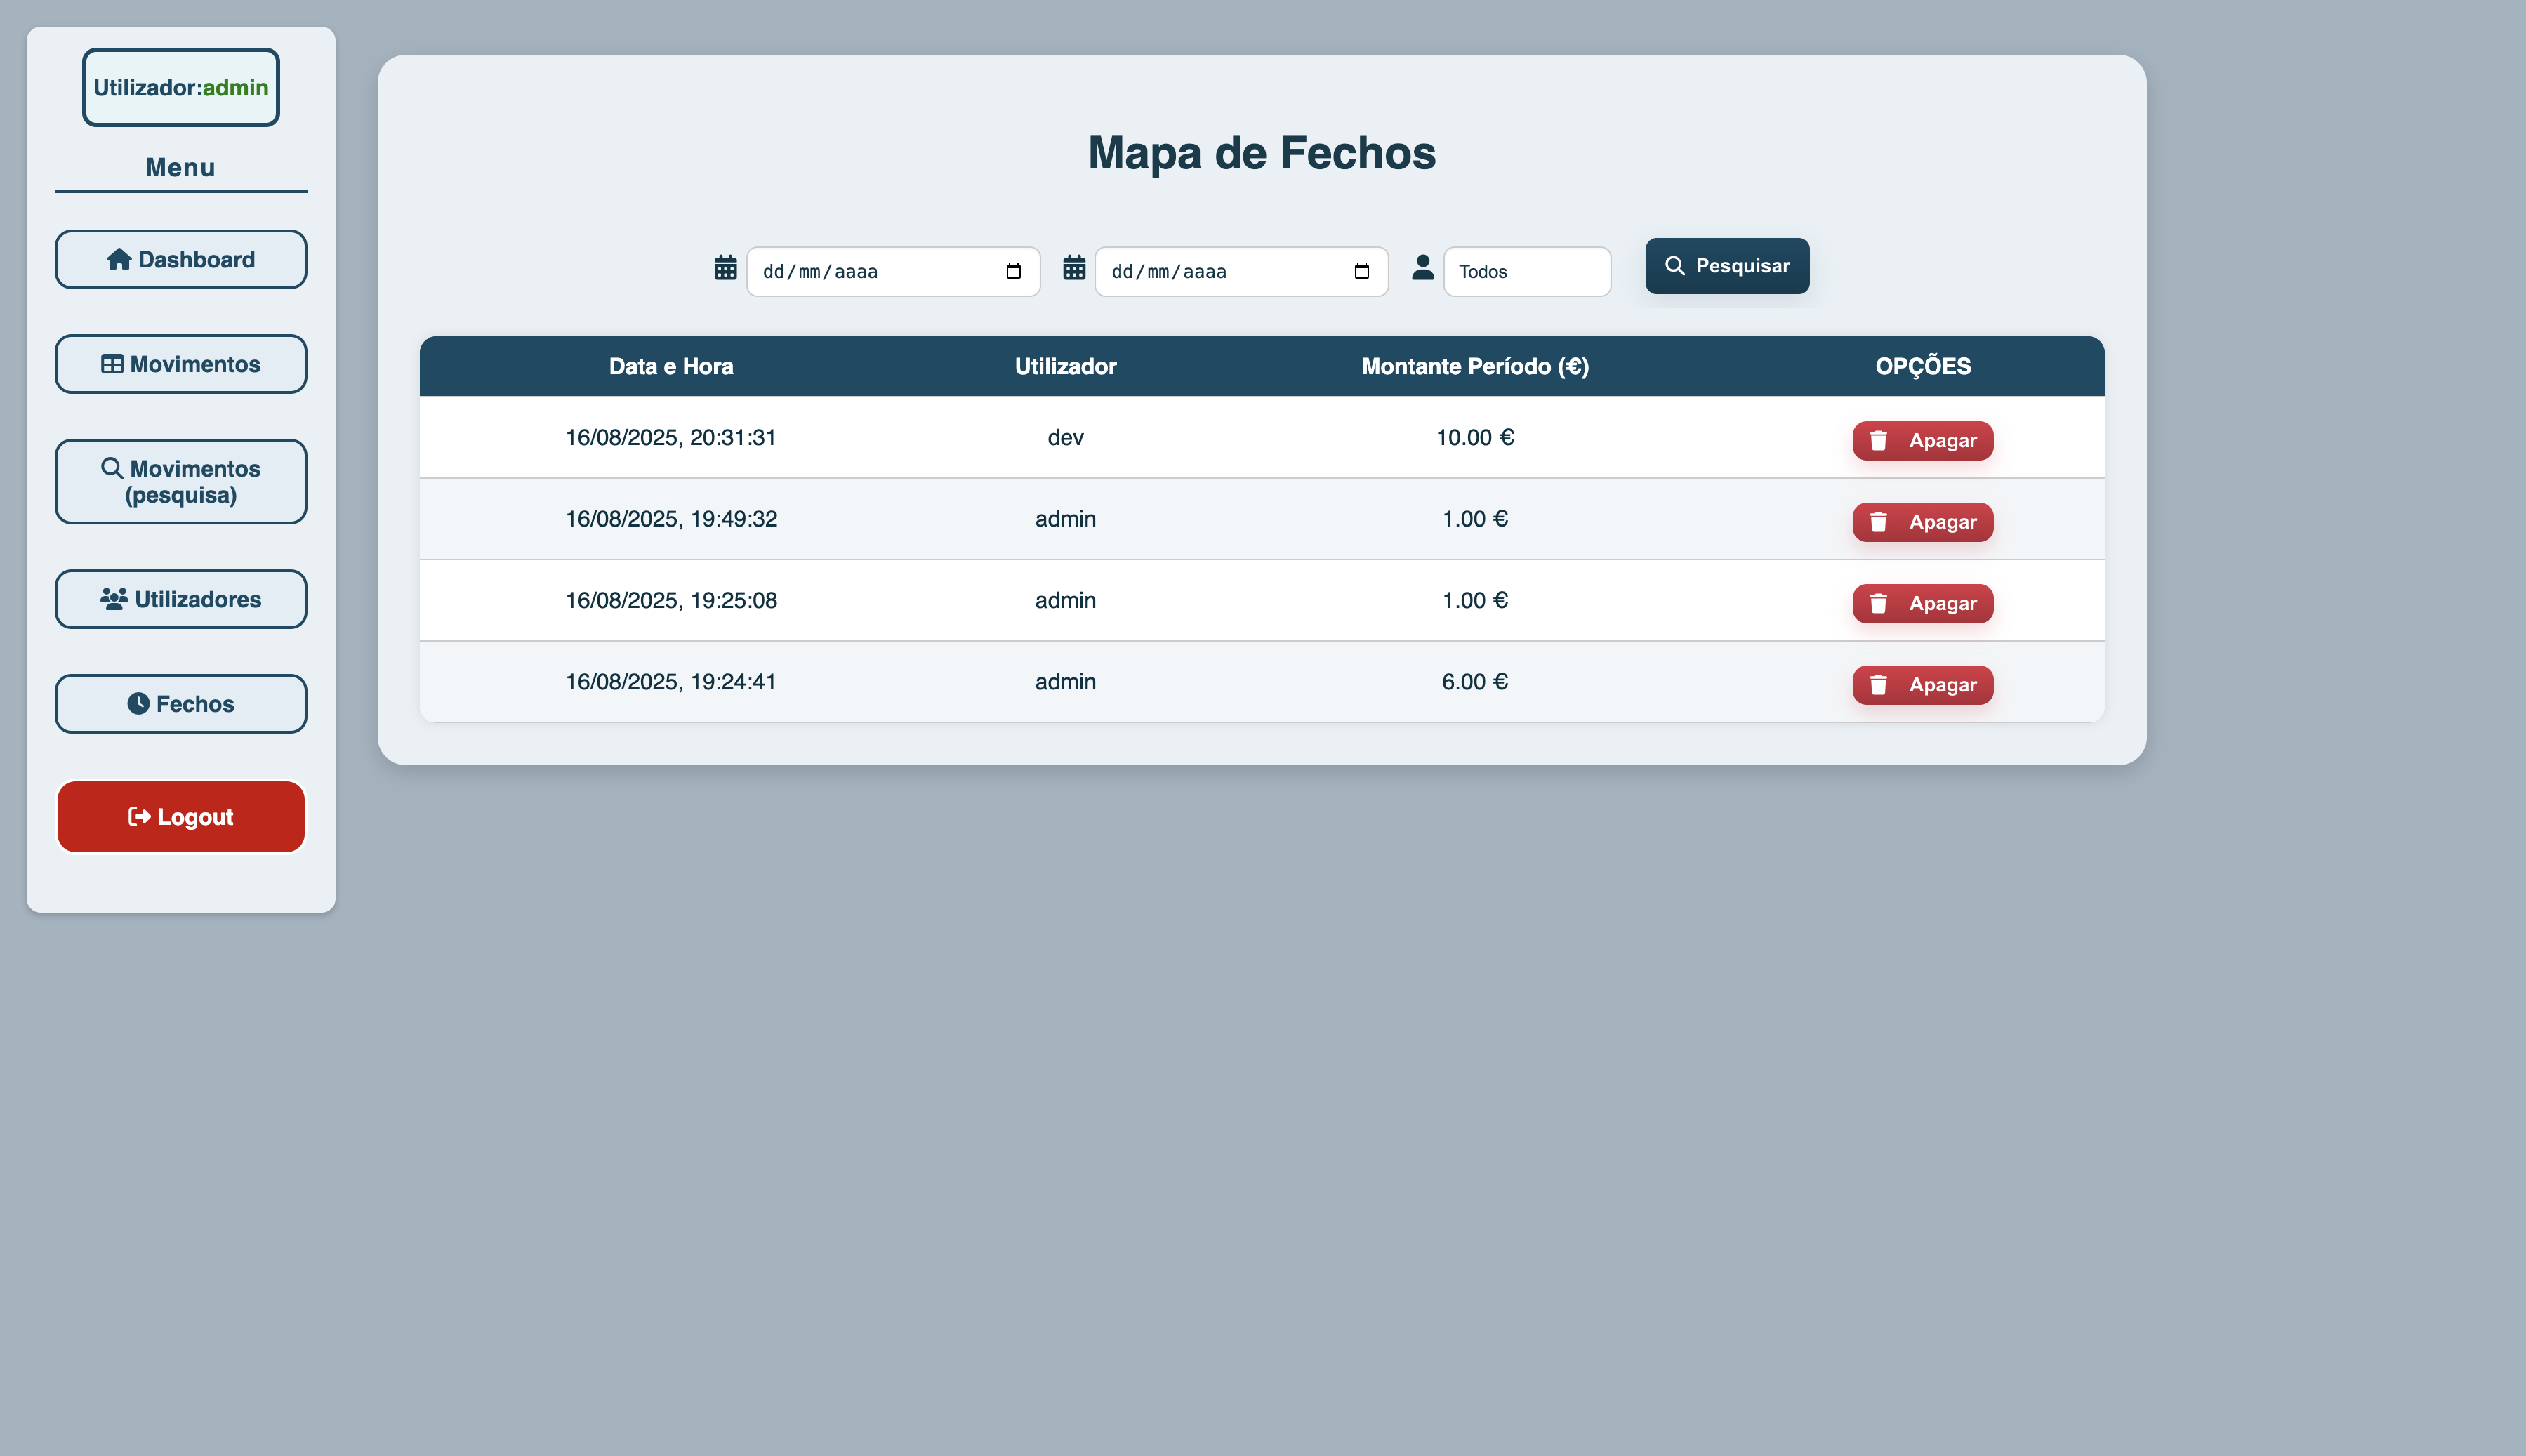 Utilizador:admin
Menu
Dashboard
Movimentos
Movimentos
(pesquisa)
Utilizadores
Fechos
Logout
Mapa de Fechos
dd/mm/aaaa dd/mm/aaaa Todos Pesquisar
Data e Hora Utilizador Montante Período (€) OPÇÕES
16/08/2025, 20:31:31 dev 10.00 € Apagar
16/08/2025, 19:49:32 admin 1.00 € Apagar
16/08/2025, 19:25:08 admin 1.00 € Apagar
16/08/2025, 19:24:41 admin 6.00 € Apagar